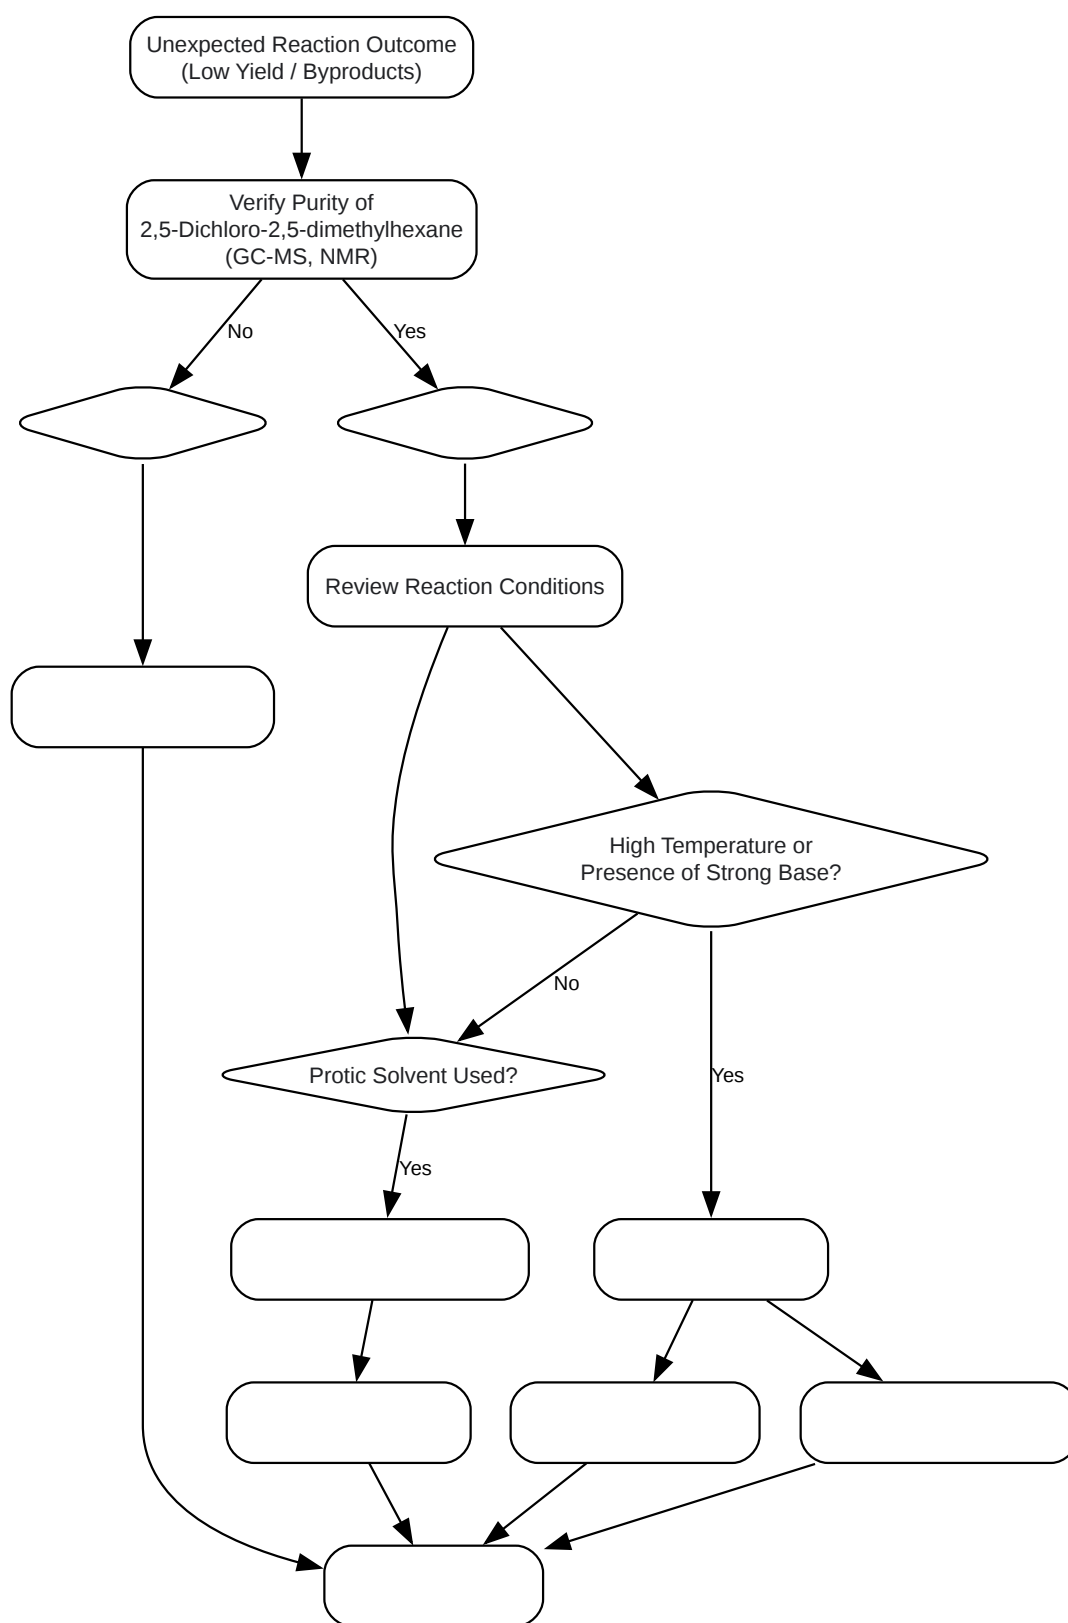 Unexpected Reaction Outcome
(Low Yield / Byproducts)
Verify Purity of
2,5-Dichloro-2,5-dimethylhexane
(GC-MS, NMR)
No
Yes
Review Reaction Conditions
High Temperature or
Presence of Strong Base?
No
Protic Solvent Used?
Yes
Yes